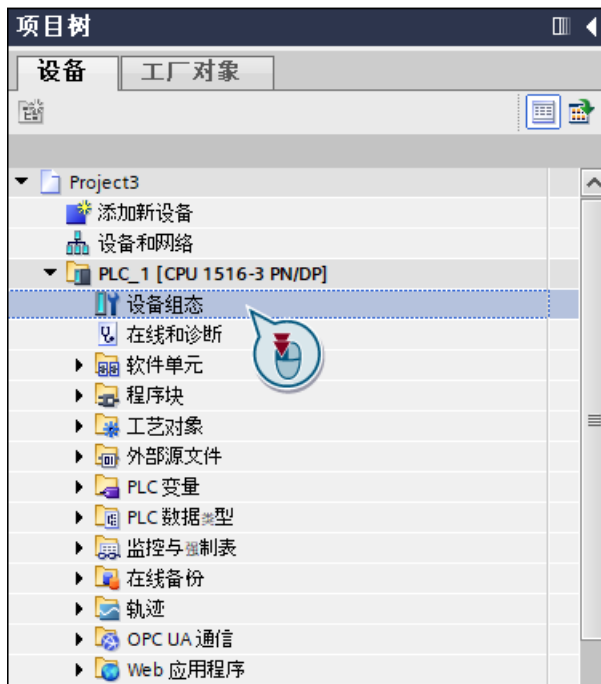 项目树
设备 工厂对象
Project3
添加新设备
设备和网络
PLC_1 [CPU 1516-3 PN/DP]
设备组态
在线和诊断
软件单元
程序块
工艺对象
外部源文件
PLC 变量
PLC 数据类型
监控与强制表
在线备份
轨迹
OPC UA 通信
Web 应用程序